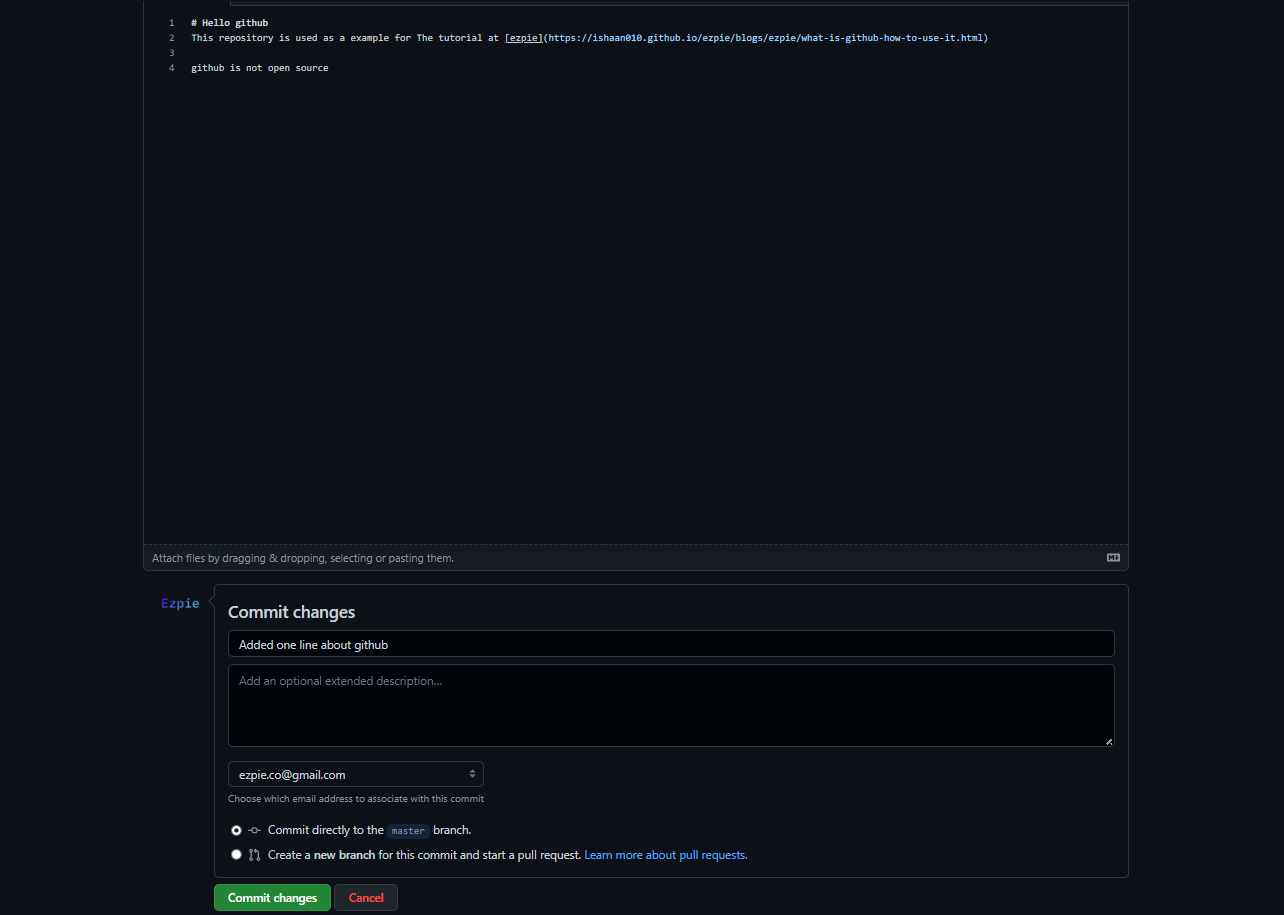 1 # Hello github
2 This repository is used as a example for The tutorial at [ezpie](https://ishaan010.github.io/ezpie/blogs/ezpie/what-is-github-how-to-use-it.html)
3
4 github is not open source
Attach files by dragging & dropping, selecting or pasting them.
Ezpie
Commit changes
Added one line about github
Add an optional extended description...
ezpie.co@gmail.com
Choose which email address to associate with this commit
Commit directly to the master branch.
Create a new branch for this commit and start a pull request. Learn more about pull requests.
Commit changes Cancel